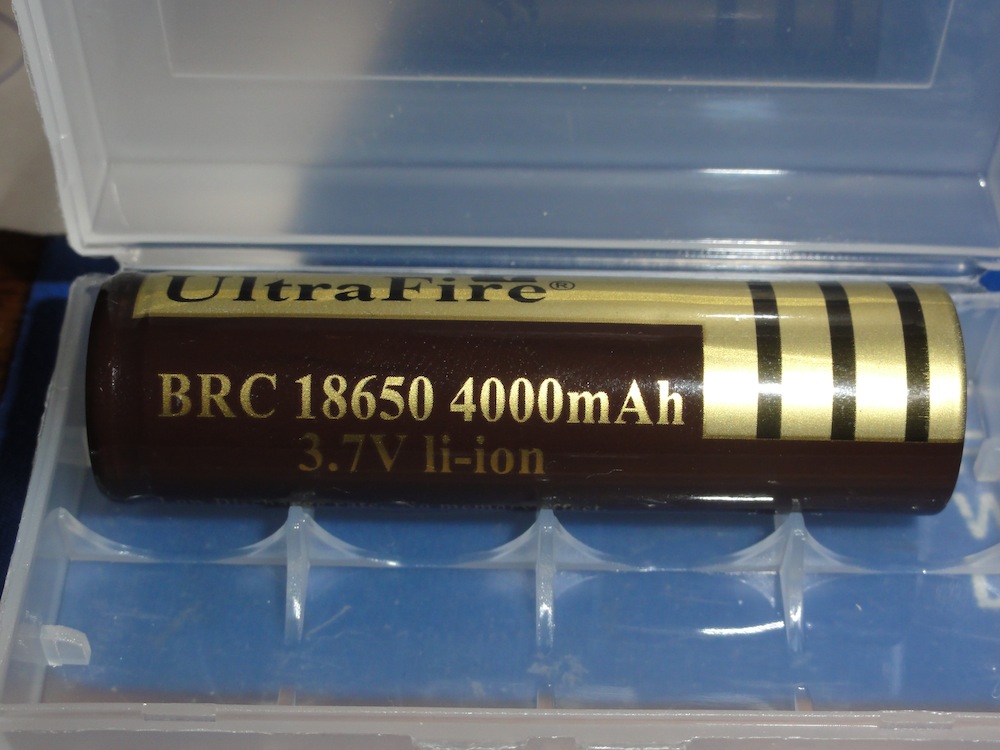 UltraFire®
BRC 18650 4000mAh
3.7V li-ion